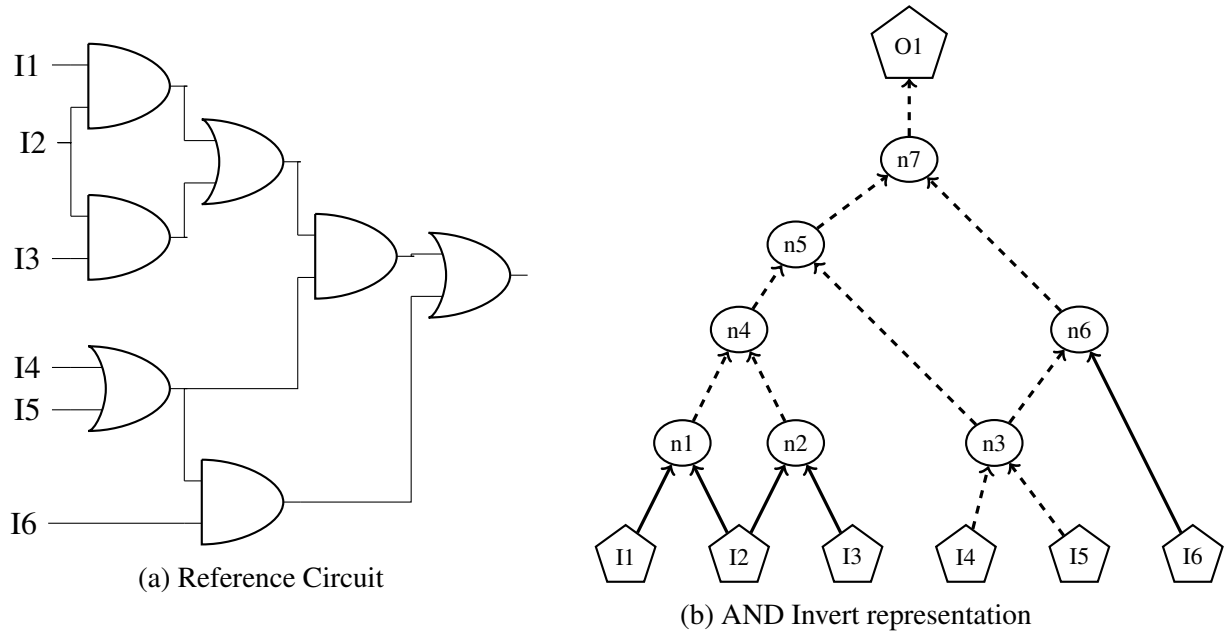 I1
I2
I3
I4
I5
I6
(a) Reference Circuit
O1
n7
n5
n4
n6
n1
n2
n3
I1
I2
I3
I4
I5
I6
(b) AND Invert representation